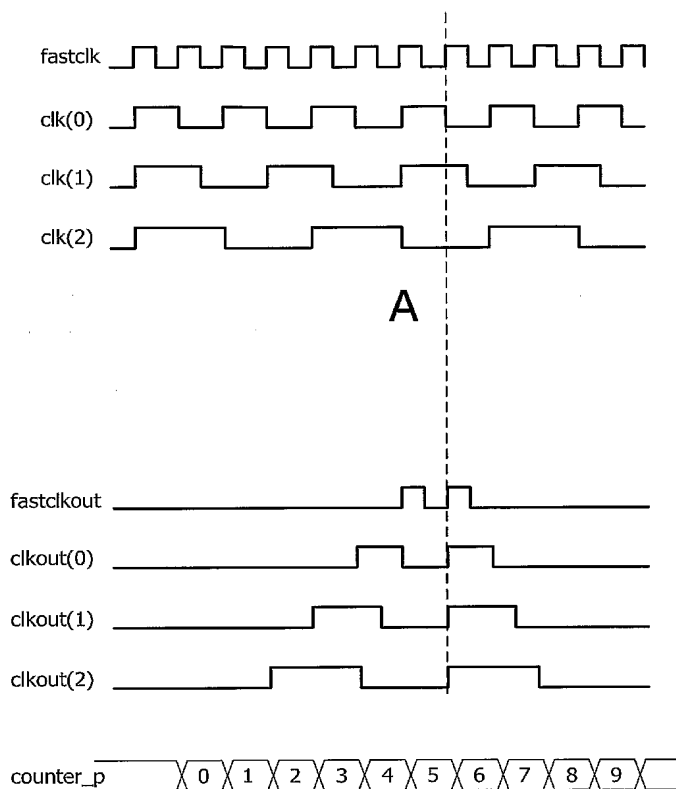 fastclk
clk(0)
clk(1)
clk(2)
A
fastclkout
clkout(0)
clkout(1)
clkout(2)
counter_p 0 1 2 3 4 5 6 7 8 9